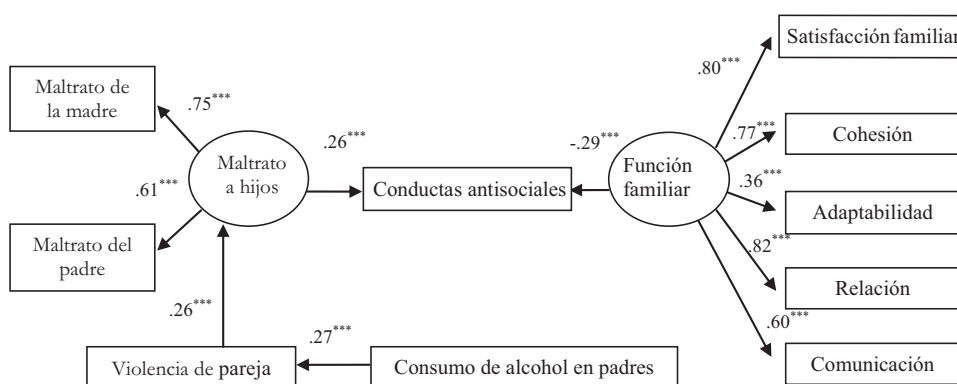 Satisfacción familiar
.80***
Maltrato de
la madre
.75***
.26***
-.29***
.77***
Cohesión
Maltrato
a hijos
Función
familiar
.61***
Conductas antisociales
.36***
Adaptabilidad
Maltrato del
padre
.82***
Relación
.26***
.27***
.60***
Violencia de pareja
Consumo de alcohol en padres
Comunicación